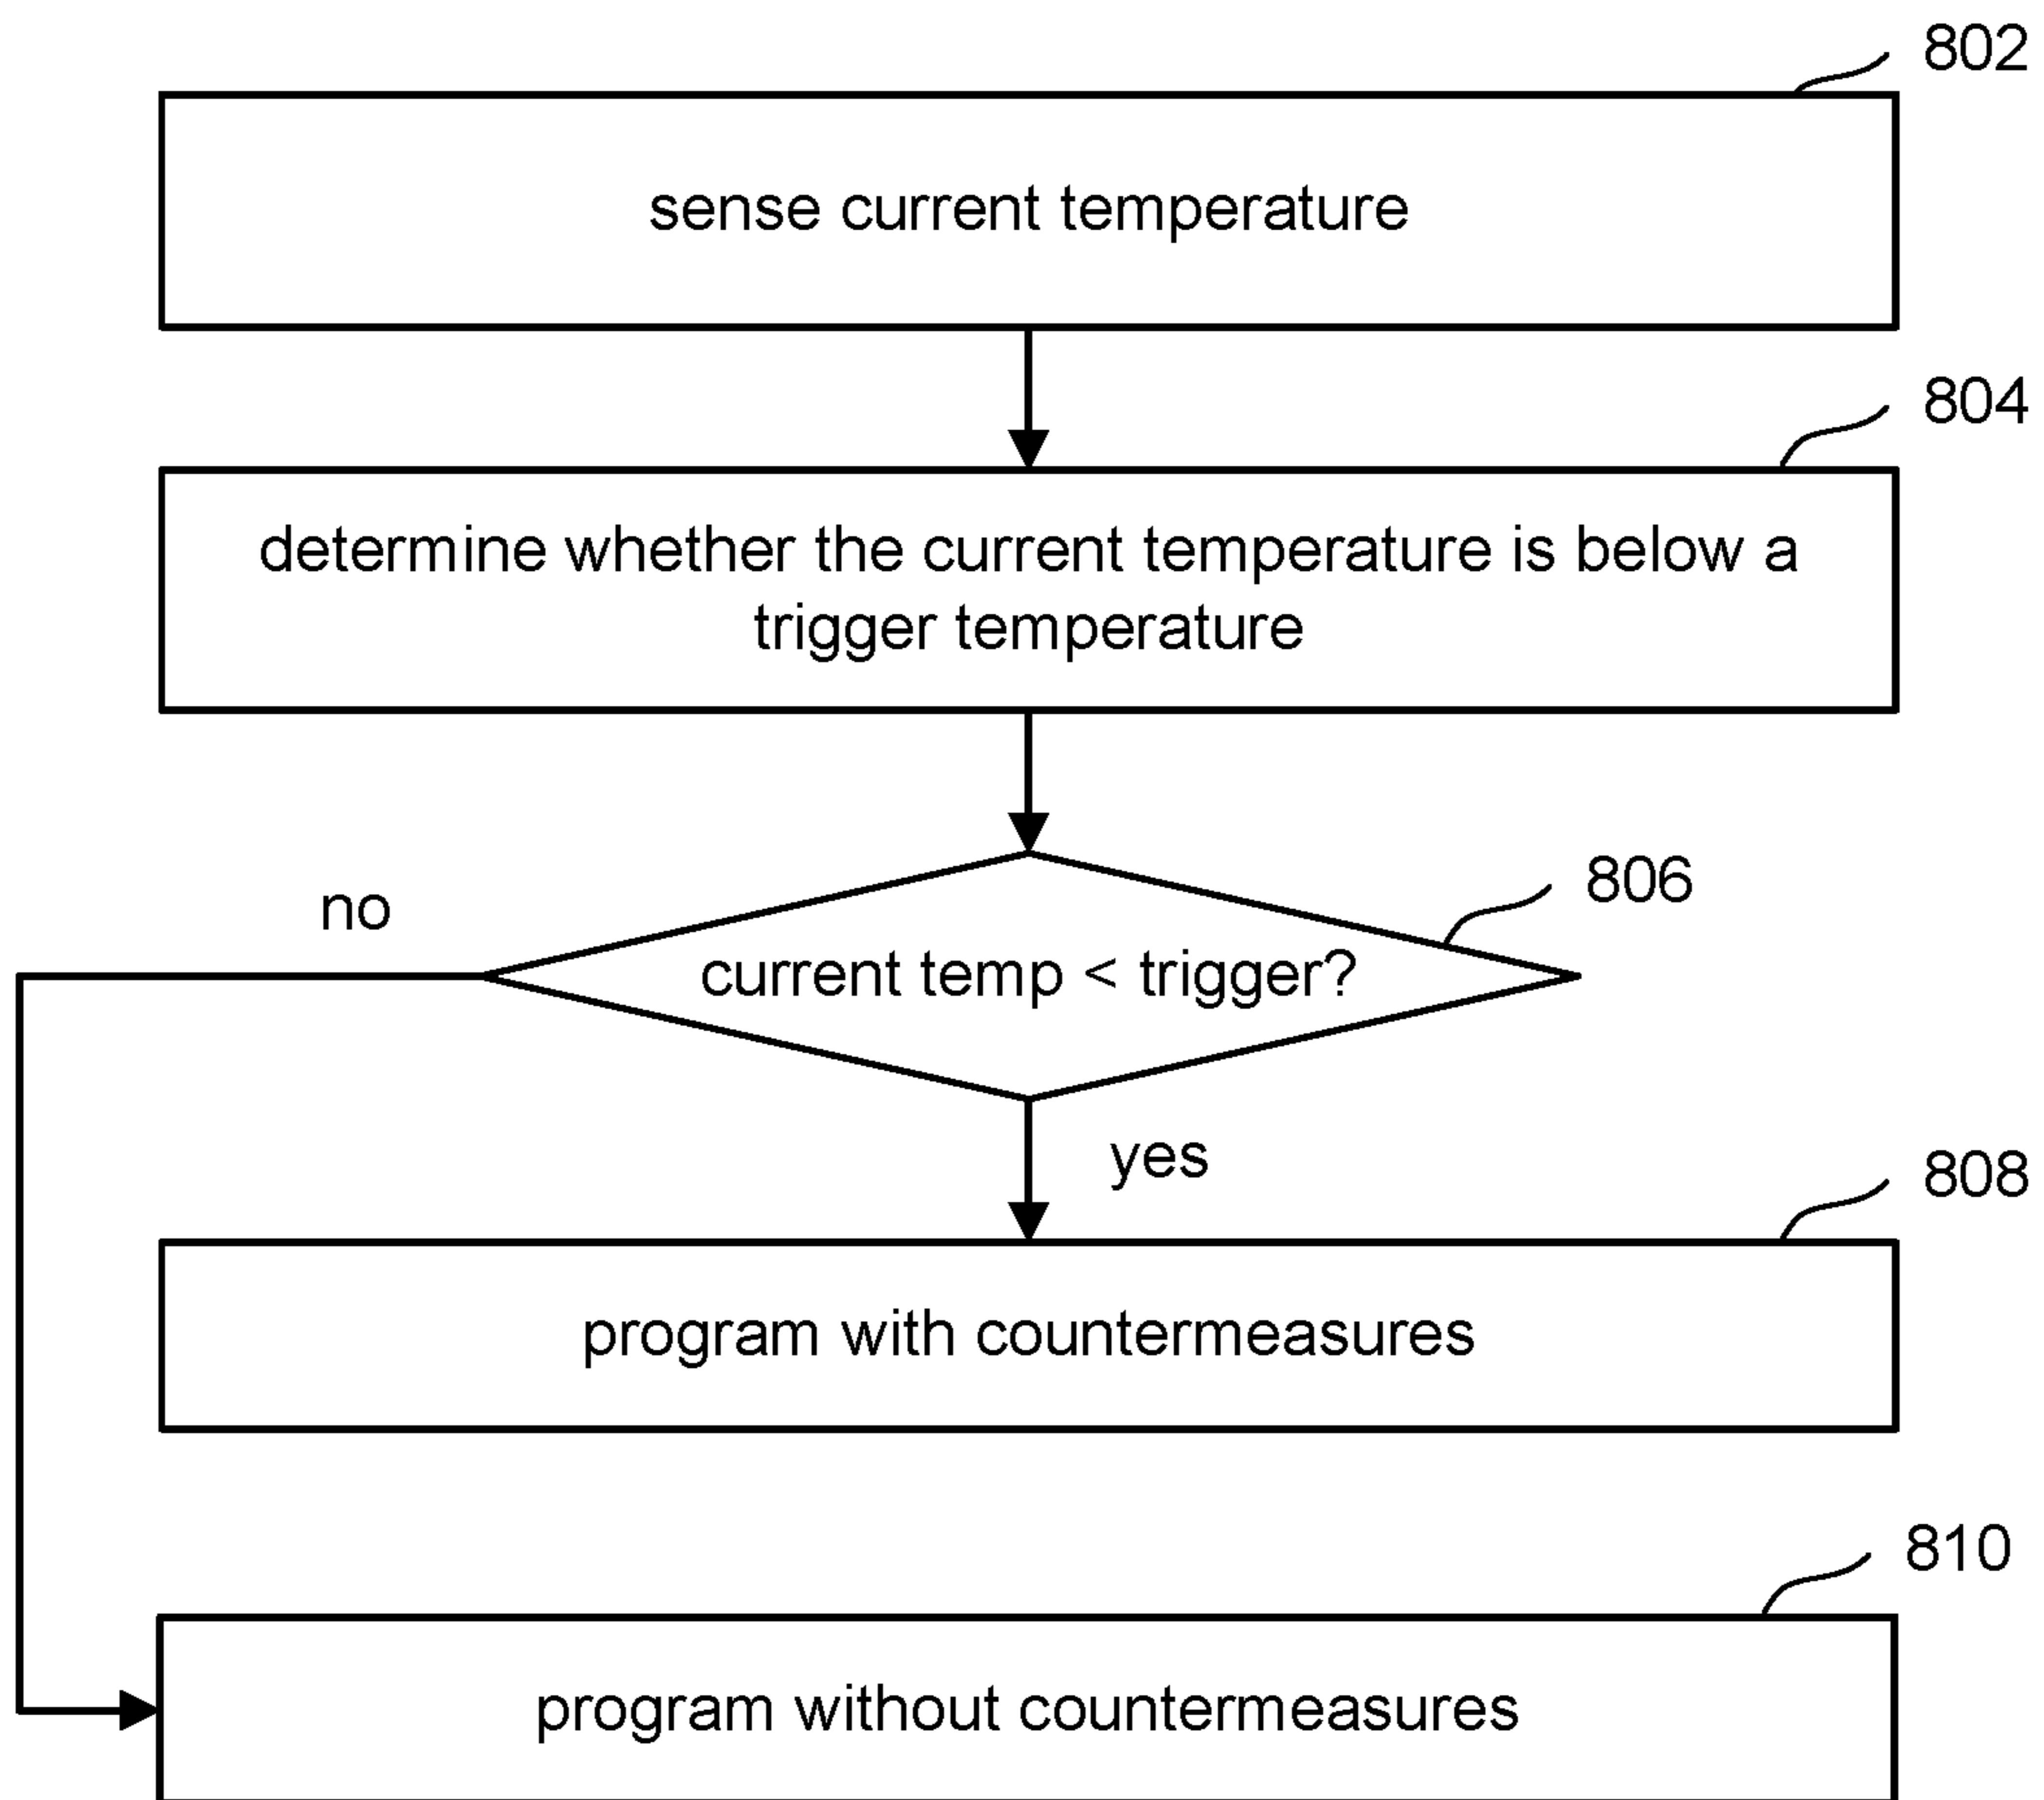 802
sense current temperature
804
determine whether the current temperature is below a
trigger temperature
806
no
current temp < trigger?
yes
808
program with countermeasures
810
program without countermeasures